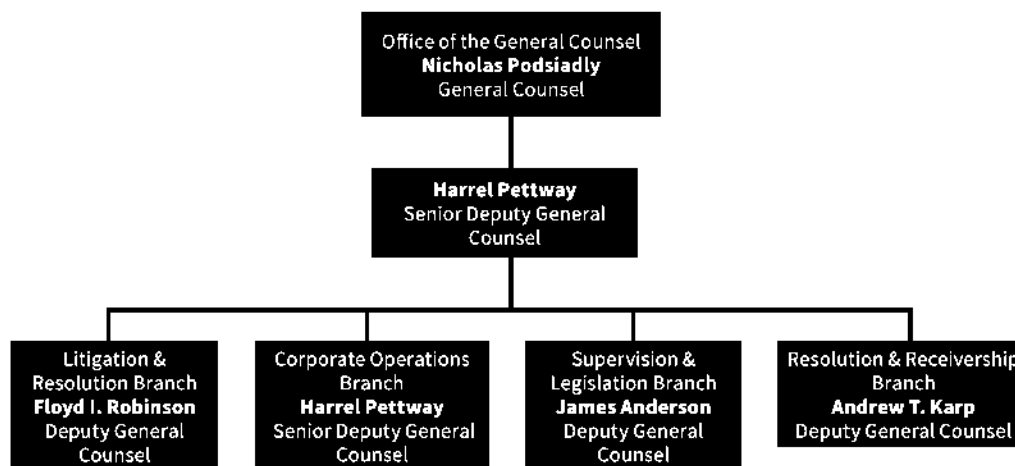 Office of the General Counsel
Nicholas Podsiadly
General Counsel
Harrel Pettway
Senior Deputy General
Counsel
Litigation &
Resolution Branch
Floyd I. Robinson
Deputy General
Counsel
Corporate Operations
Branch
Harrel Pettway
Senior Deputy General
Counsel
Supervision &
Legislation Branch
James Anderson
Deputy General
Counsel
Resolution & Receivership
Branch
Andrew T. Karp
Deputy General Counsel